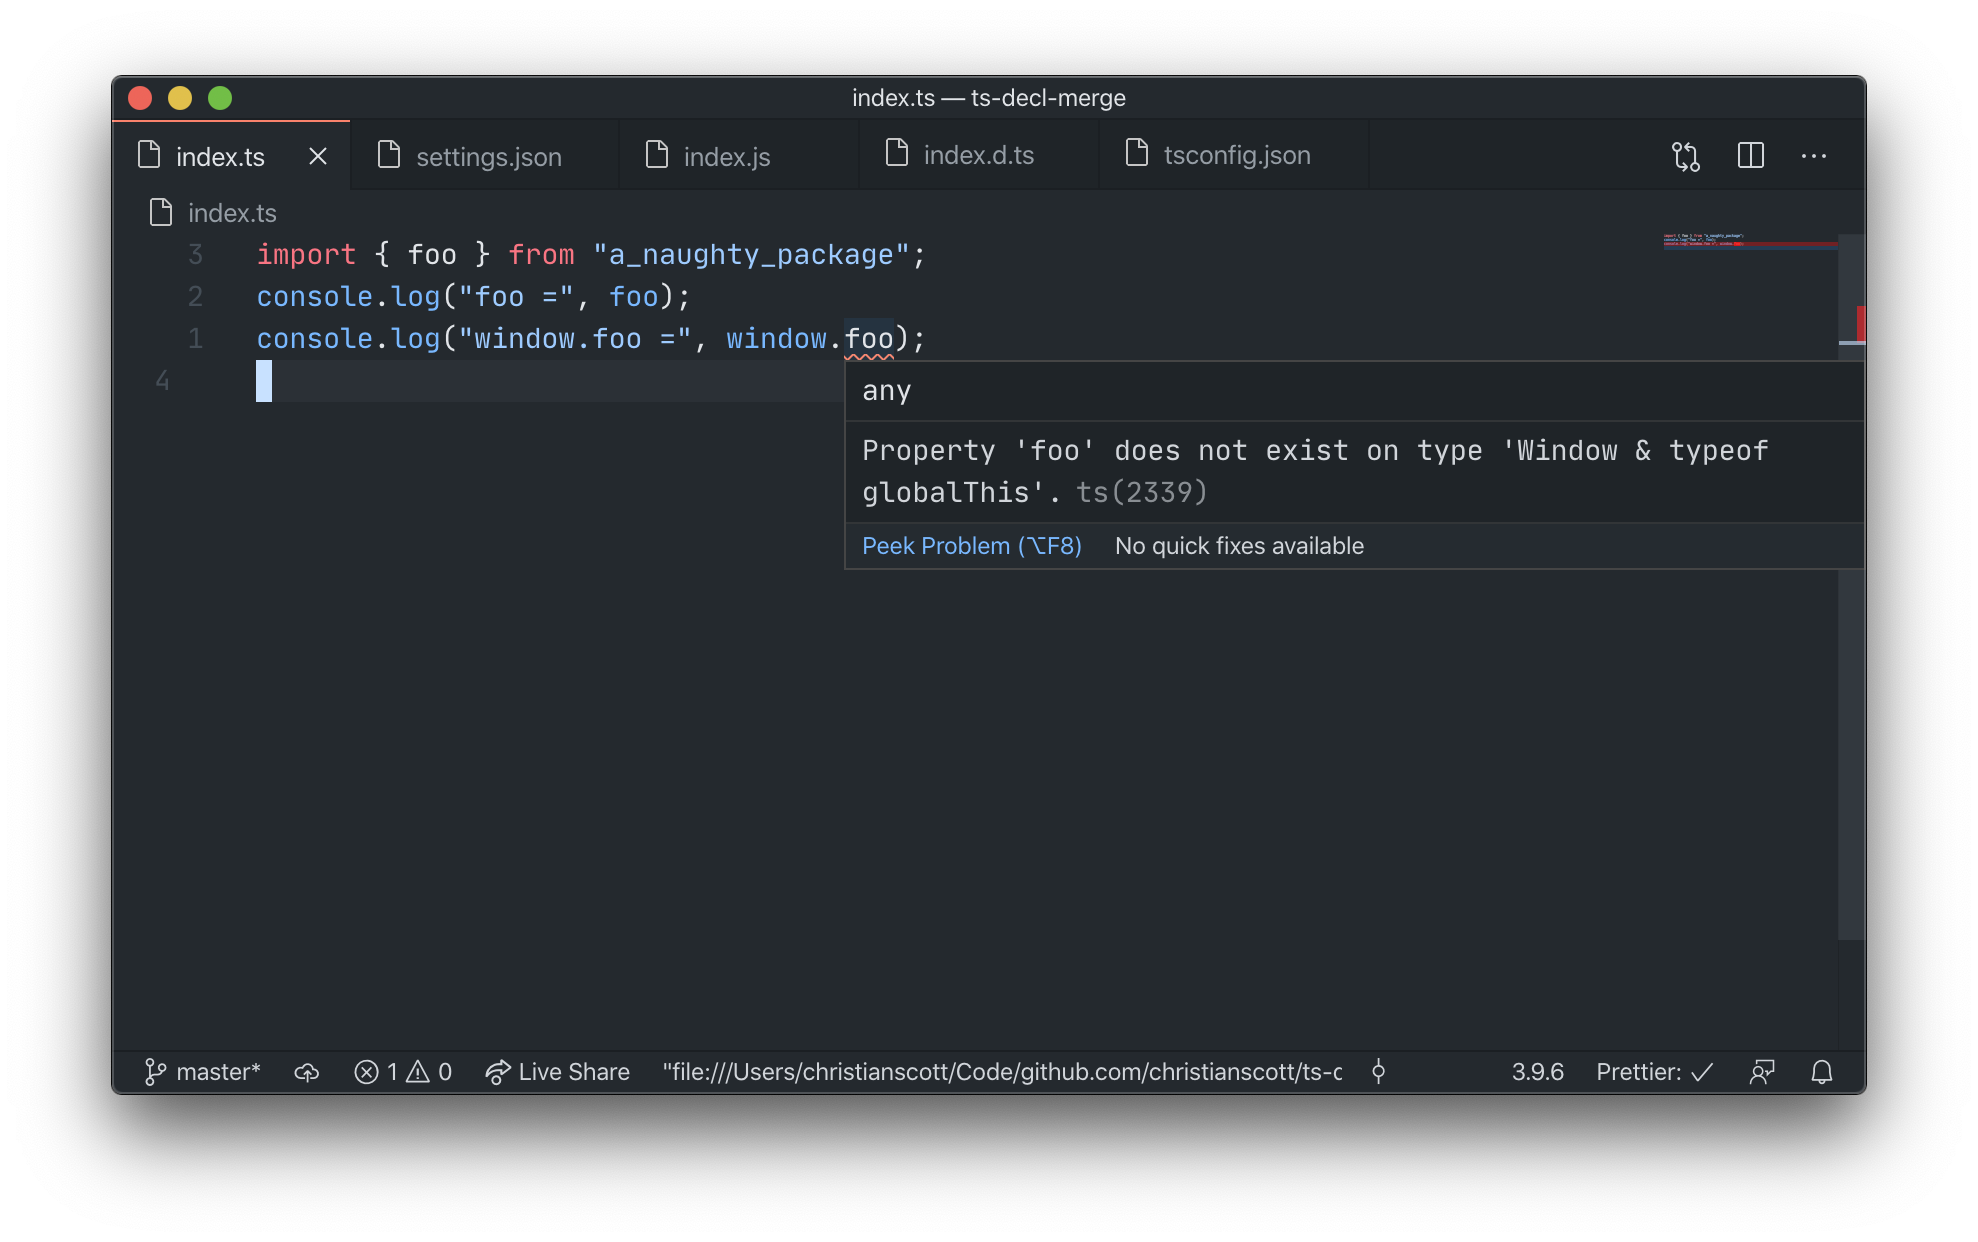 index.ts — ts-decl-merge
index.ts settings.json index.js index.d.ts tsconfig.json
index.ts
3 import { foo } from "a_naughty_package";
2 console.log("foo =", foo);
1 console.log("window.foo =", window.foo);
4
any
Property 'foo' does not exist on type 'Window & typeof
globalThis'. ts(2339)
Peek Problem (⌥F8) No quick fixes available
master* 1 0 Live Share "file:///Users/christianscott/Code/github.com/christianscott/ts-c 3.9.6 Prettier: ✓